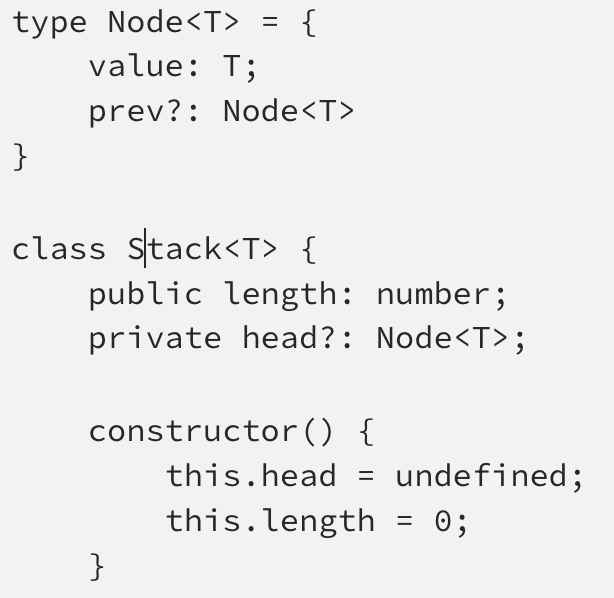 type Node<T> = {
    value: T;
    prev?: Node<T>
}

class Stack<T> {
    public length: number;
    private head?: Node<T>;

    constructor() {
        this.head = undefined;
        this.length = 0;
    }